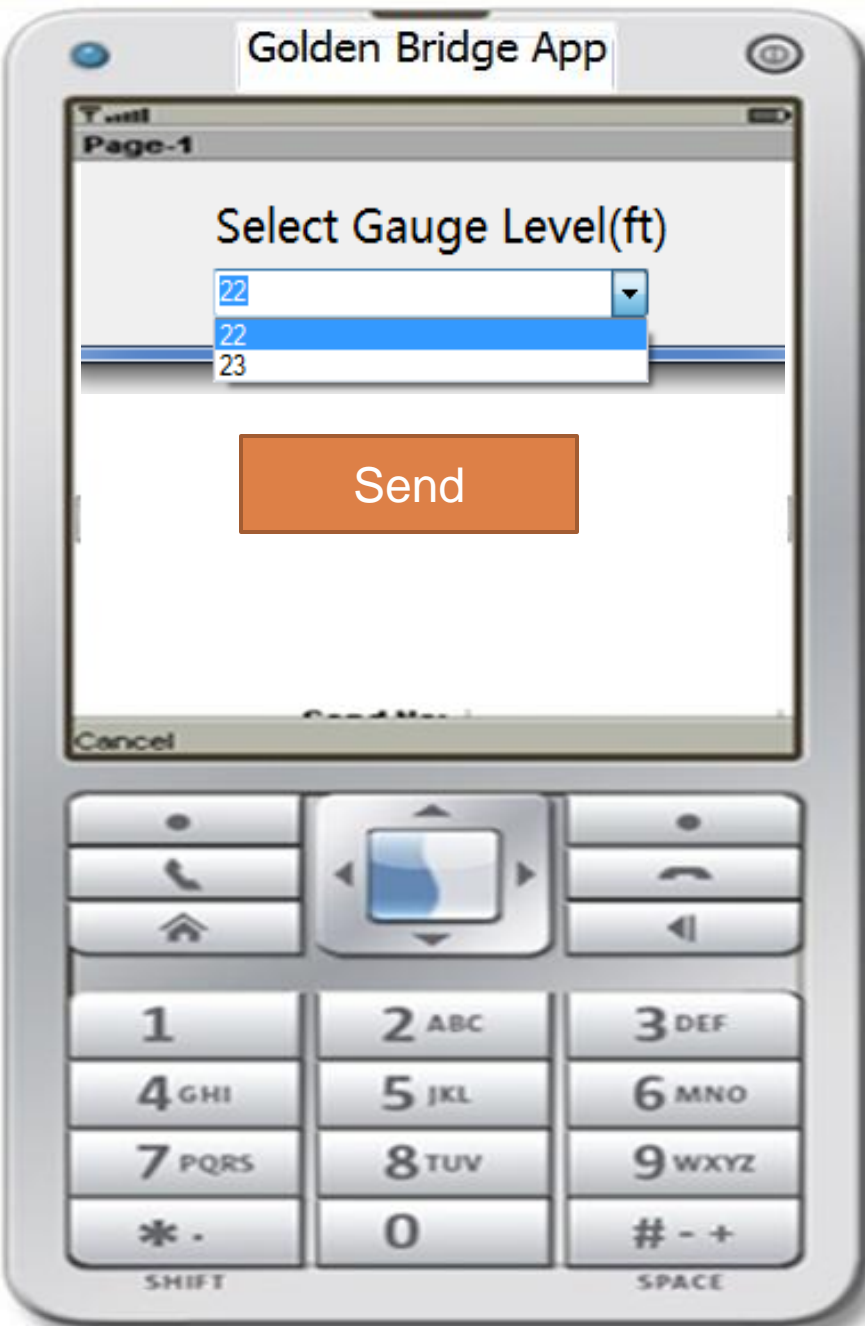 Golden Bridge App
Page-1
Select Gauge Level(ft)
22
22
23
Send
Cancel
1
2 ABC
3 DEF
4 GHI
5 JKL
6 MNO
7 PQRS
8 TUV
9 WXYZ
* .
0
# - +
SHIFT
SPACE